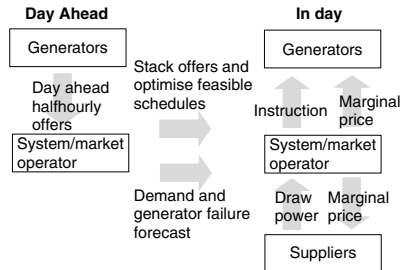 Day Ahead
Generators
Day ahead
halfhourly
offers
System/market
operator
Stack offers and
optimise feasible
schedules
Demand and
generator failure
forecast
In day
Generators
Instruction
Marginal
price
System/market
operator
Draw
power
Marginal
price
Suppliers